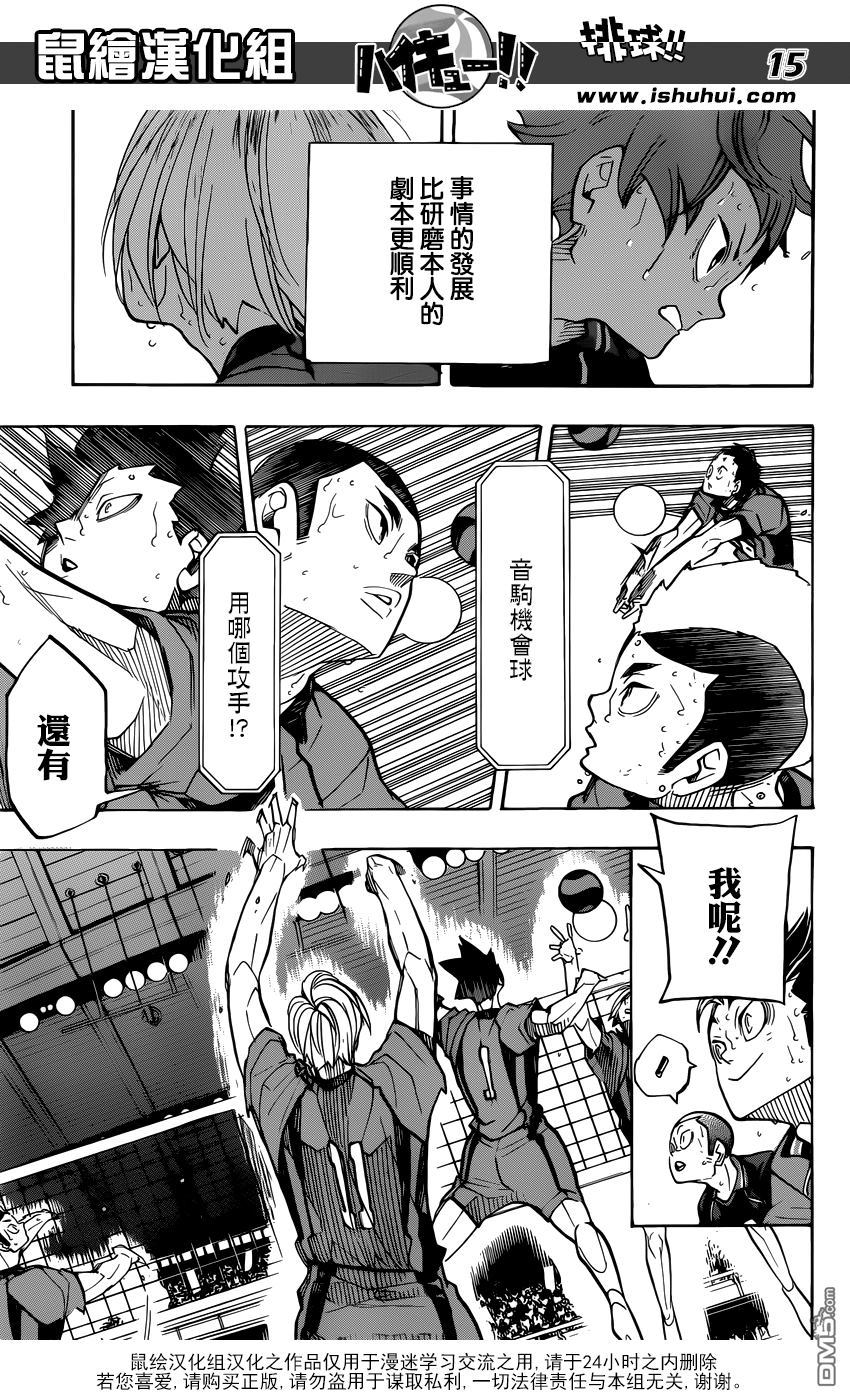 鼠繪漢化組
ハイキュー!!
排球!!
15
www.ishuhui.com
事情的發展
比研磨本人的
劇本更順利
音駒機會球
用哪個攻手!?
還有
我呢!!
!
1
11
鼠绘汉化组汉化之作品仅用于漫迷学习交流之用, 请于24小时之内删除
若您喜爱, 请购买正版, 请勿盗用于谋取私利, 一切法律责任与本组无关, 谢谢。
DM5.com